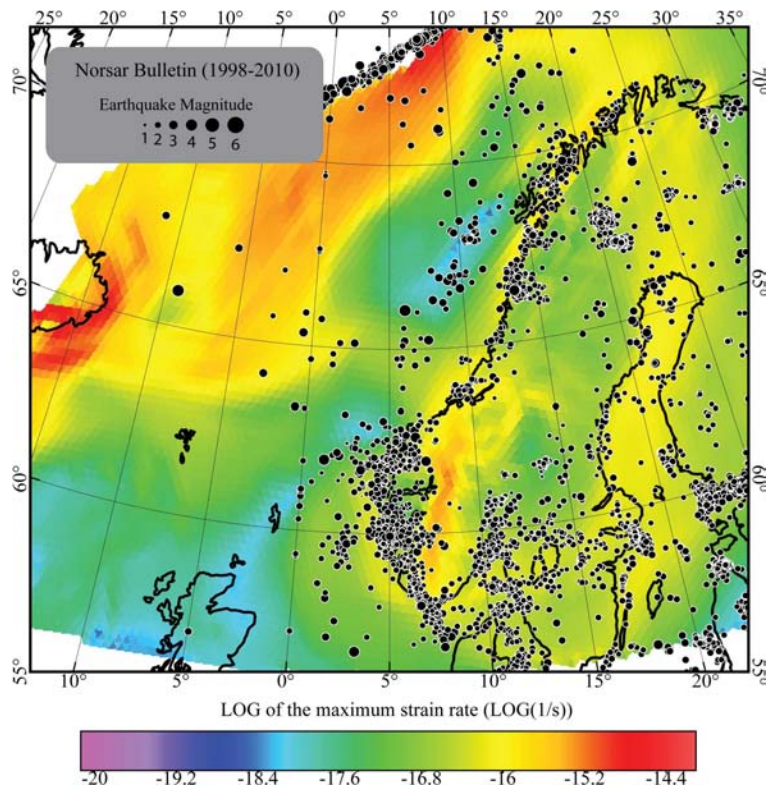 25° 20° 15° 10° 5° 0° 5° 10° 15° 20° 25° 30° 35°
25°
70°
70°
Norsar Bulletin (1998-2010)
Earthquake Magnitude
1 2 3 4 5 6
65°
65°
60°
60°
55°
55°
10° 5° 0° 5° 10° 15° 20°
LOG of the maximum strain rate (LOG(1/s))
-20 -19.2 -18.4 -17.6 -16.8 -16 -15.2 -14.4